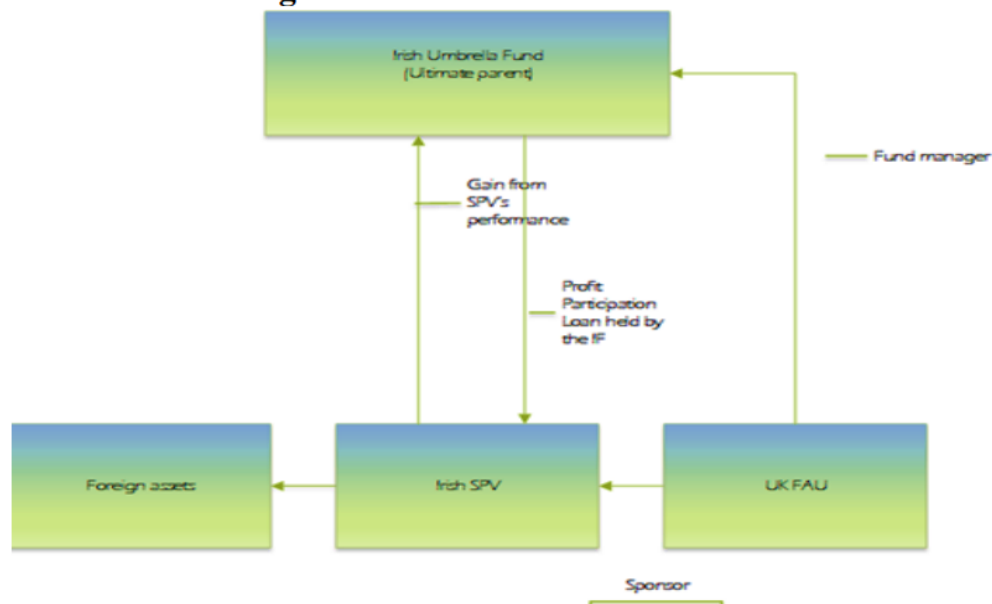 Irish Umbrella Fund
(Ultimate parent)
Fund manager
Gain from
SPV's
performance
Profit
Participation
Loan held by
the IF
Foreign assets
Irish SPV
UK FAU
Sponsor